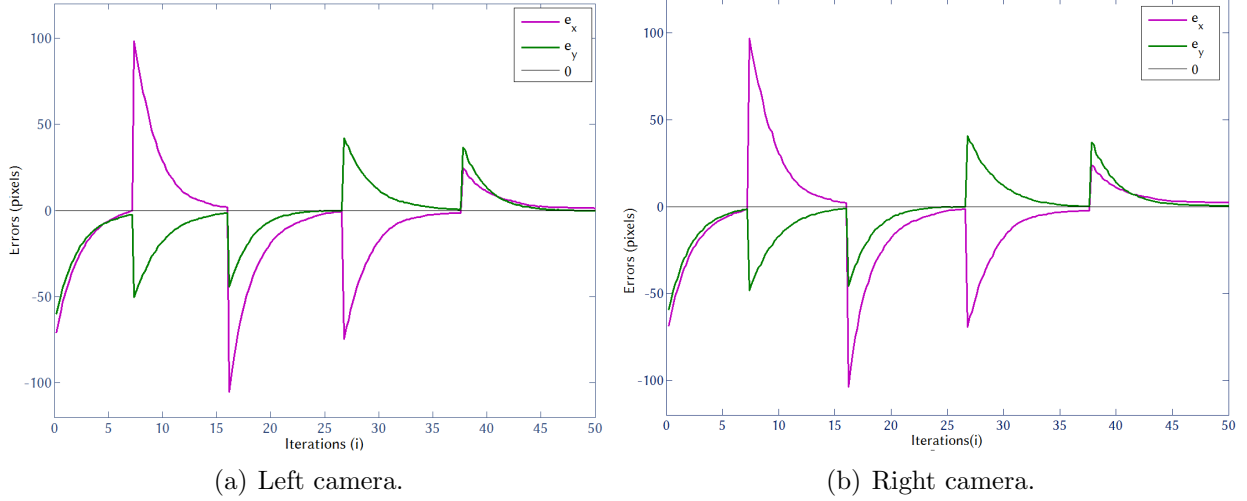 100
50
0
-50
-100
Errors (pixels)
0 5 10 15 20 25 30 35 40 45 50
Iterations (i)
e_x
e_y
0
(a) Left camera.
100
50
0
-50
-100
Errors (pixels)
0 5 10 15 20 25 30 35 40 45 50
Iterations(i)
e_x
e_y
0
(b) Right camera.